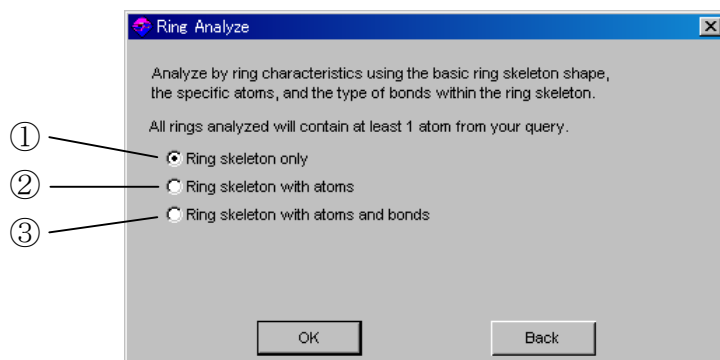 Ring Analyze
Analyze by ring characteristics using the basic ring skeleton shape,
the specific atoms, and the type of bonds within the ring skeleton.
All rings analyzed will contain at least 1 atom from your query.
① Ring skeleton only
② Ring skeleton with atoms
③ Ring skeleton with atoms and bonds
OK Back